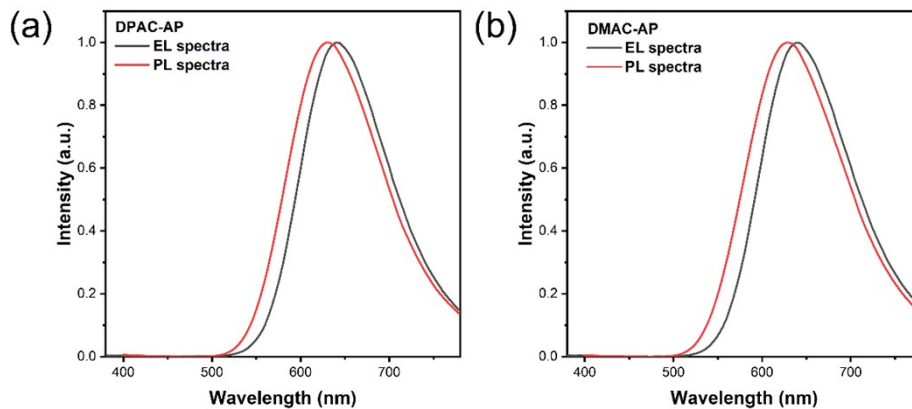 (a)
DPAC-AP
EL spectra
PL spectra
Intensity (a.u.)
1.0
0.8
0.6
0.4
0.2
0.0
400 500 600 700
Wavelength (nm)
(b)
DMAC-AP
EL spectra
PL spectra
Intensity (a.u.)
1.0
0.8
0.6
0.4
0.2
0.0
400 500 600 700
Wavelength (nm)